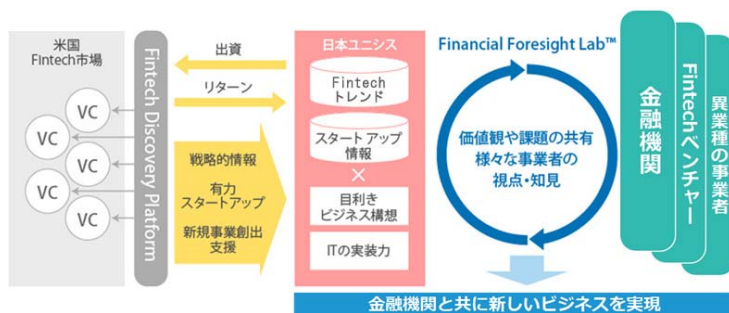 米国
Fintech市場
VC
VC
VC
VC
VC
Fintech Discovery Platform
出資
リターン
戦略的情報
有力
スタートアップ
新規事業創出
支援
日本ユニシス
Fintech
トレンド
スタートアップ
情報
×
目利き
ビジネス構想
ITの実装力
Financial Foresight Lab™
価値観や課題の共有
様々な事業者の
視点・知見
金融機関
Fintechベンチャー
異業種の事業者
金融機関と共に新しいビジネスを実現